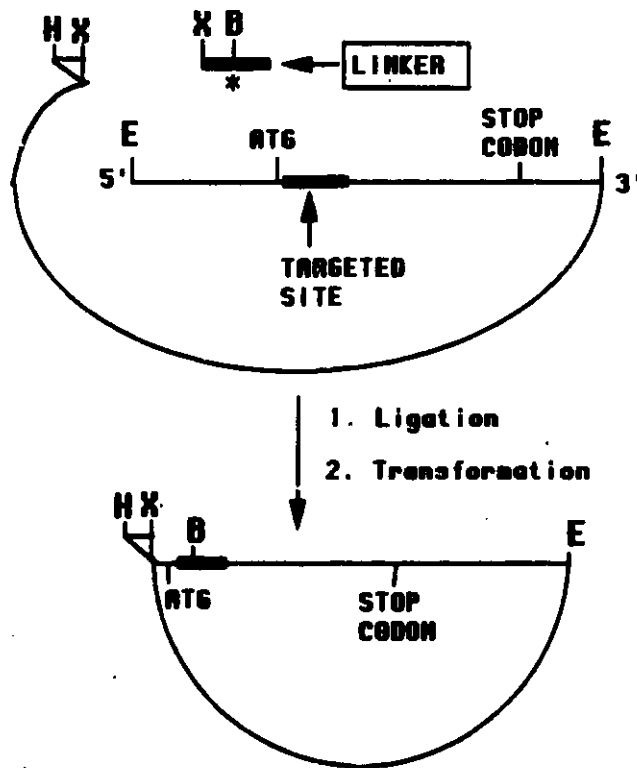 H X
X B
*
LINKER
E
ATG
STOP
CODON
E
5'
3'
TARGETED
SITE
1. Ligation
2. Transformation
H X
B
E
ATG
STOP
CODON